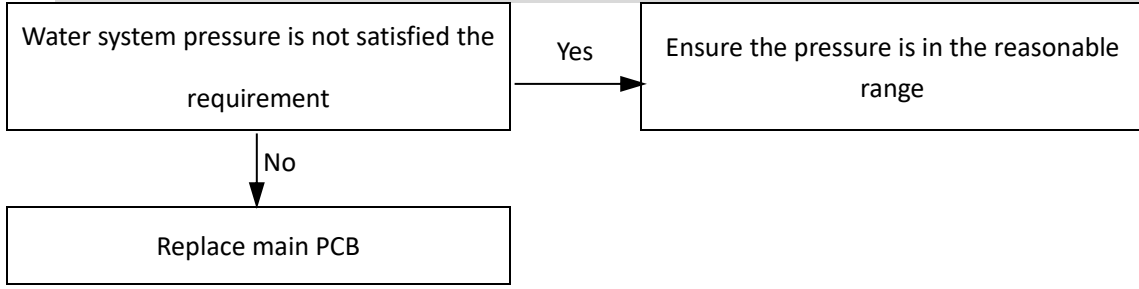 Water system pressure is not satisfied the
requirement
Yes
Ensure the pressure is in the reasonable
range
No
Replace main PCB